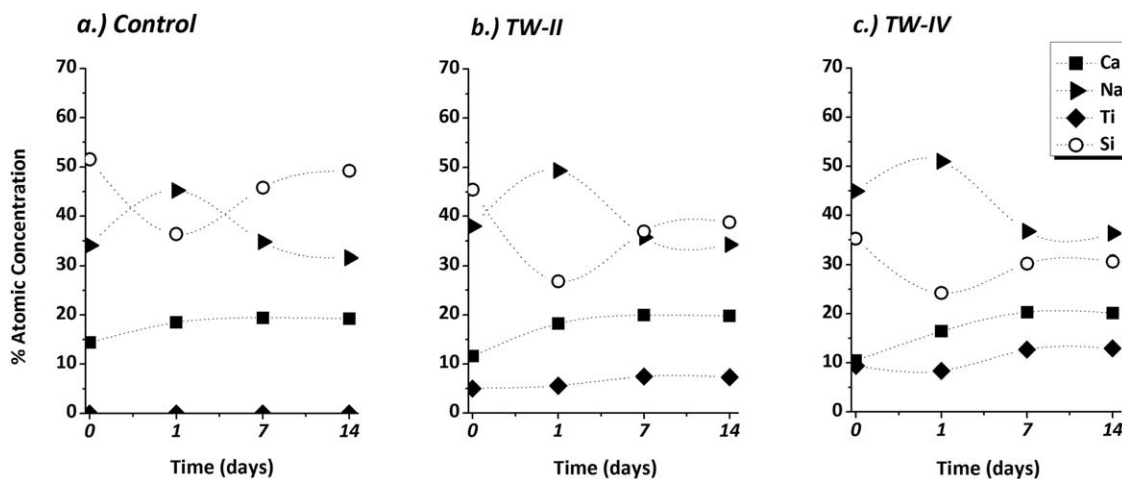 a.) Control
b.) TW-II
c.) TW-IV
% Atomic Concentration
70
60
50
40
30
20
10
0
0 1 7 14
Time (days)
70
60
50
40
30
20
10
0
0 1 7 14
Time (days)
70
60
50
40
30
20
10
0
0 1 7 14
Time (days)
Ca
Na
Ti
Si